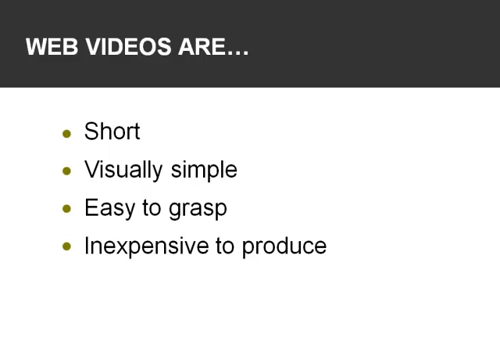 WEB VIDEOS ARE…
• Short
• Visually simple
• Easy to grasp
• Inexpensive to produce